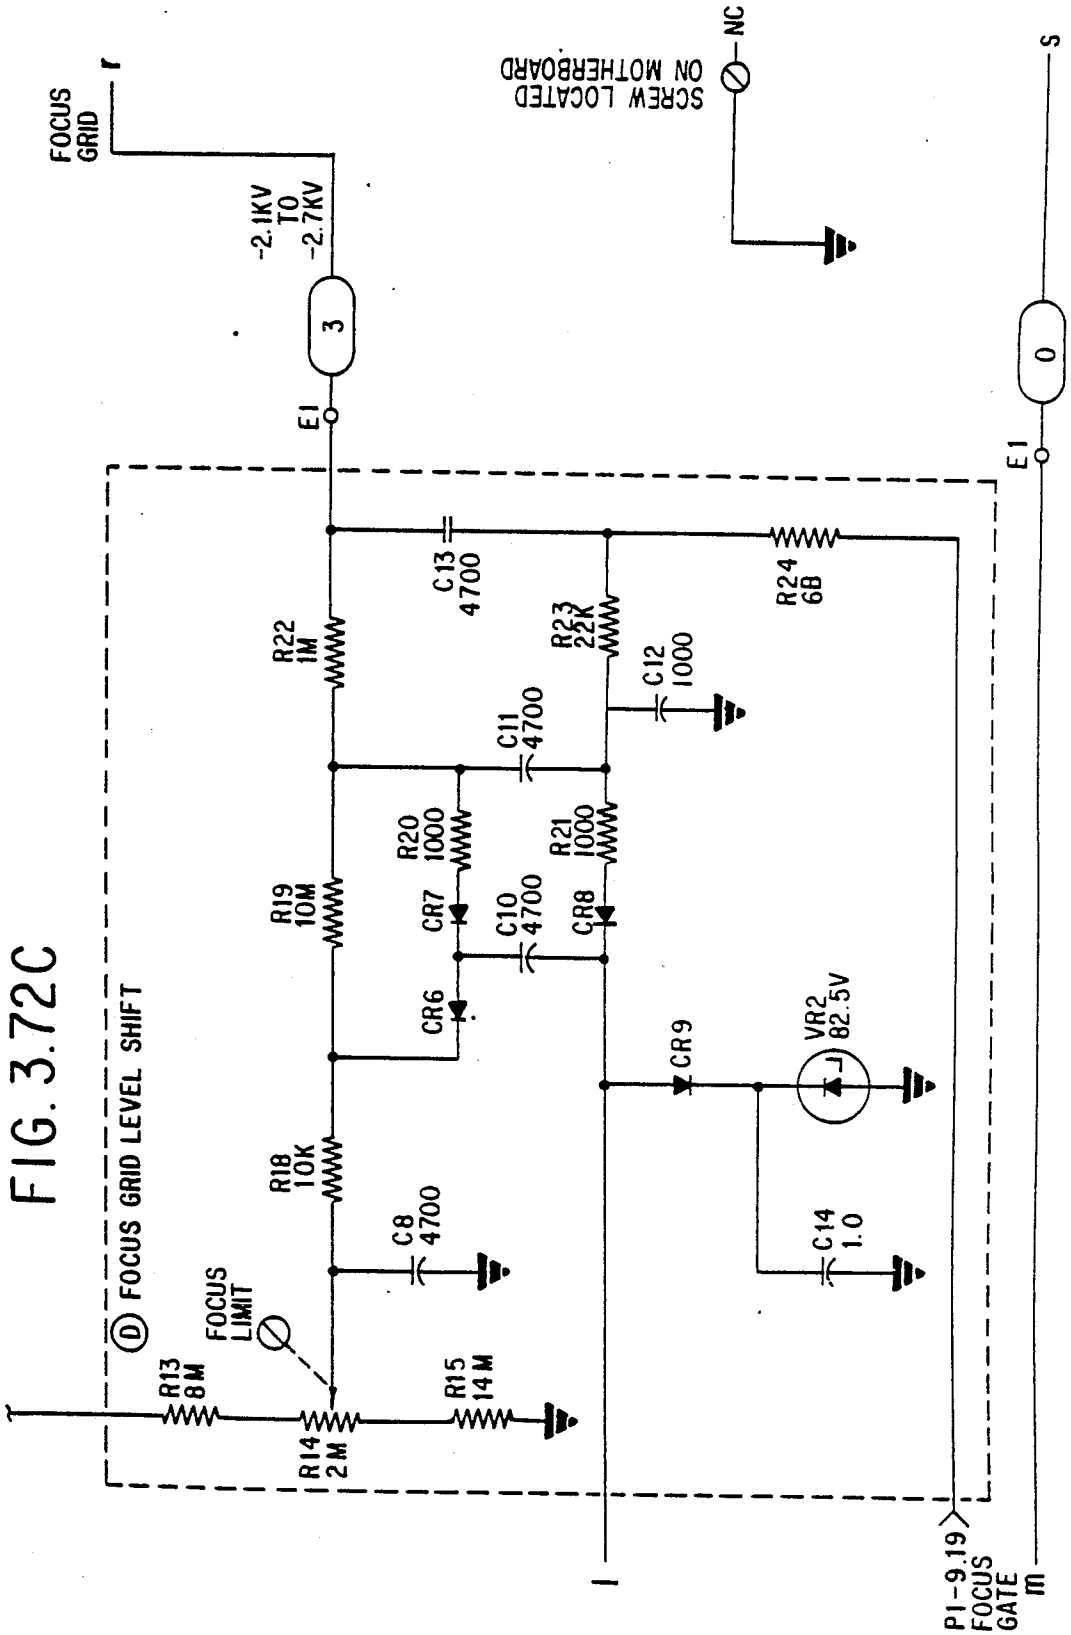 FIG. 3.72C
D FOCUS GRID LEVEL SHIFT
R13
8M
FOCUS
LIMIT
R14
2M
R15
14M
C8
4700
R18
10K
R19
10M
R22
1M
CR6
CR7
R20
1000
C10
4700
C11
4700
CR8
R21
1000
R23
22K
C12
1000
C13
4700
R24
6B
CR9
VR2
82.5V
C14
1.0
E1
3
-2.1KV
TO
-2.7KV
FOCUS
GRID
r
SCREW LOCATED
ON MOTHERBOARD
NC
l
P1-9.19
FOCUS
GATE
m
E1
0
s